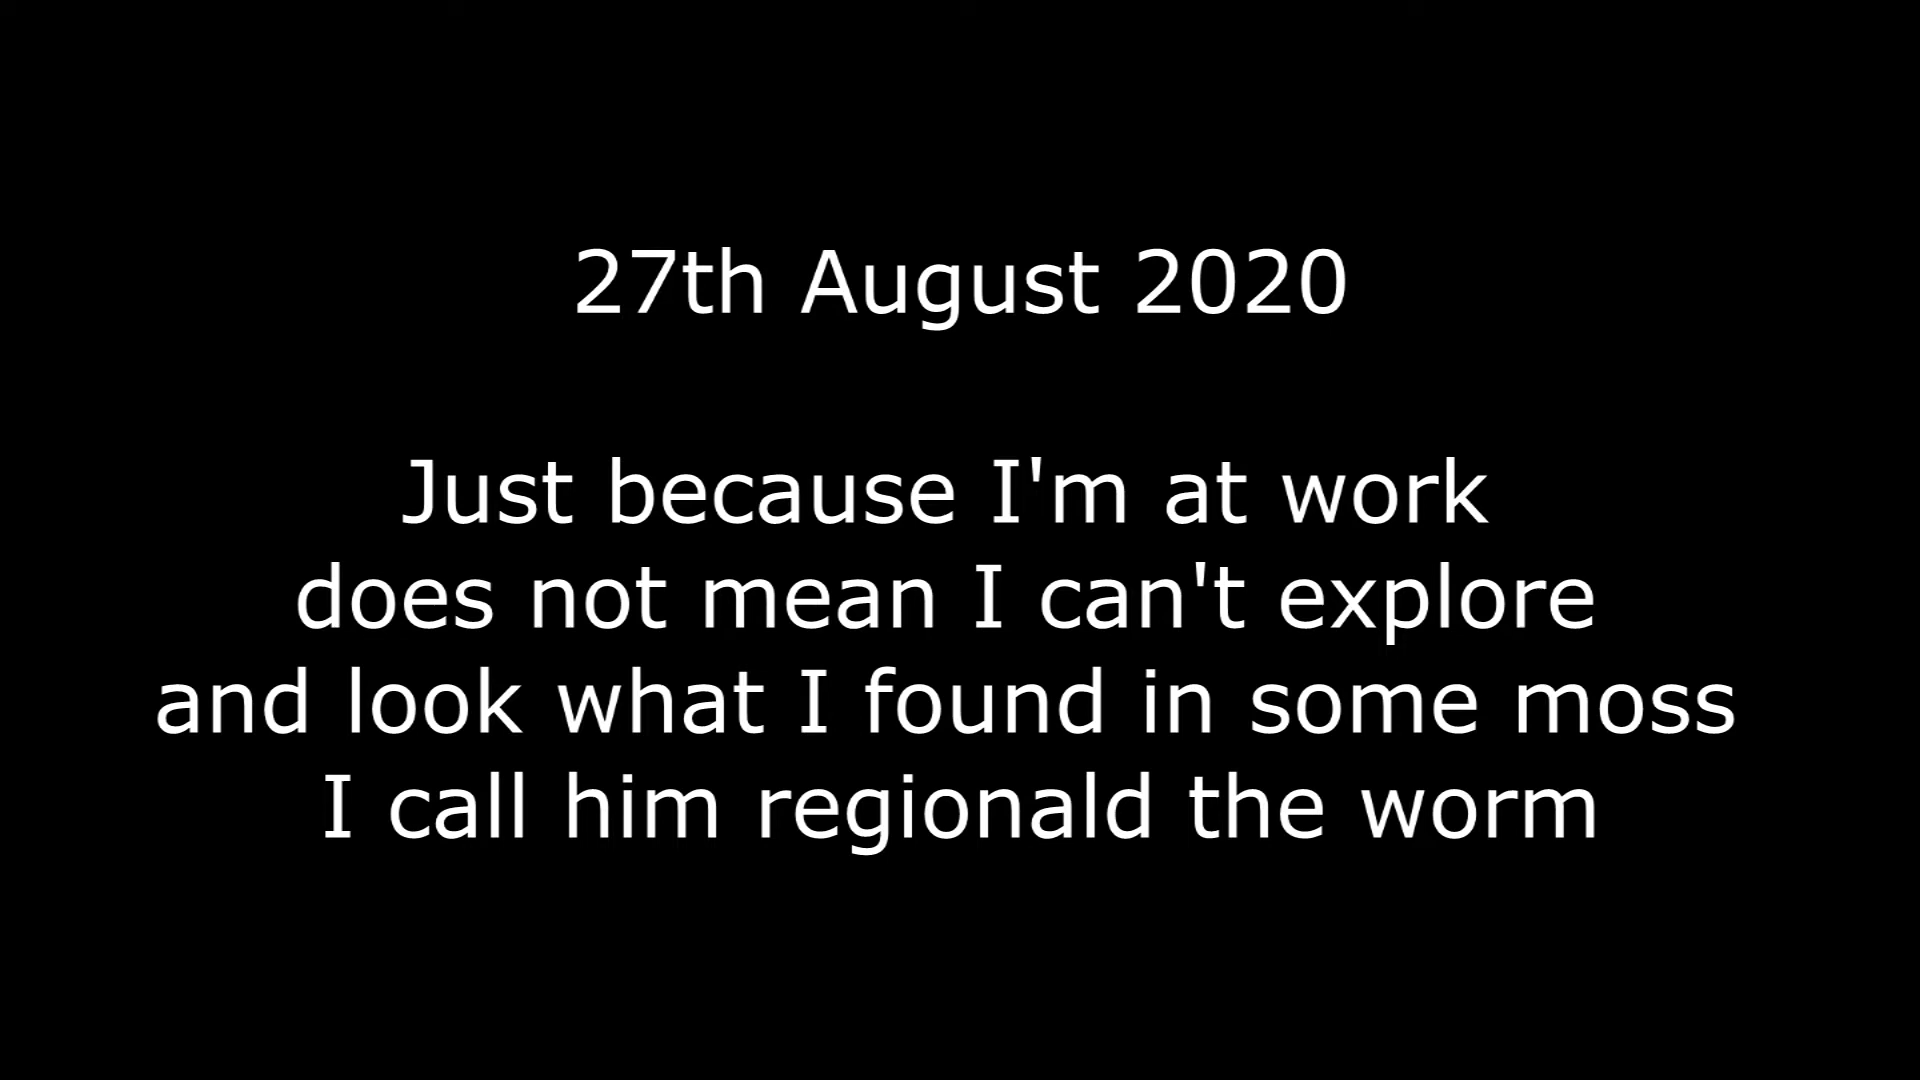 27th August 2020
Just because I'm at work
does not mean I can't explore
and look what I found in some moss
I call him regionald the worm